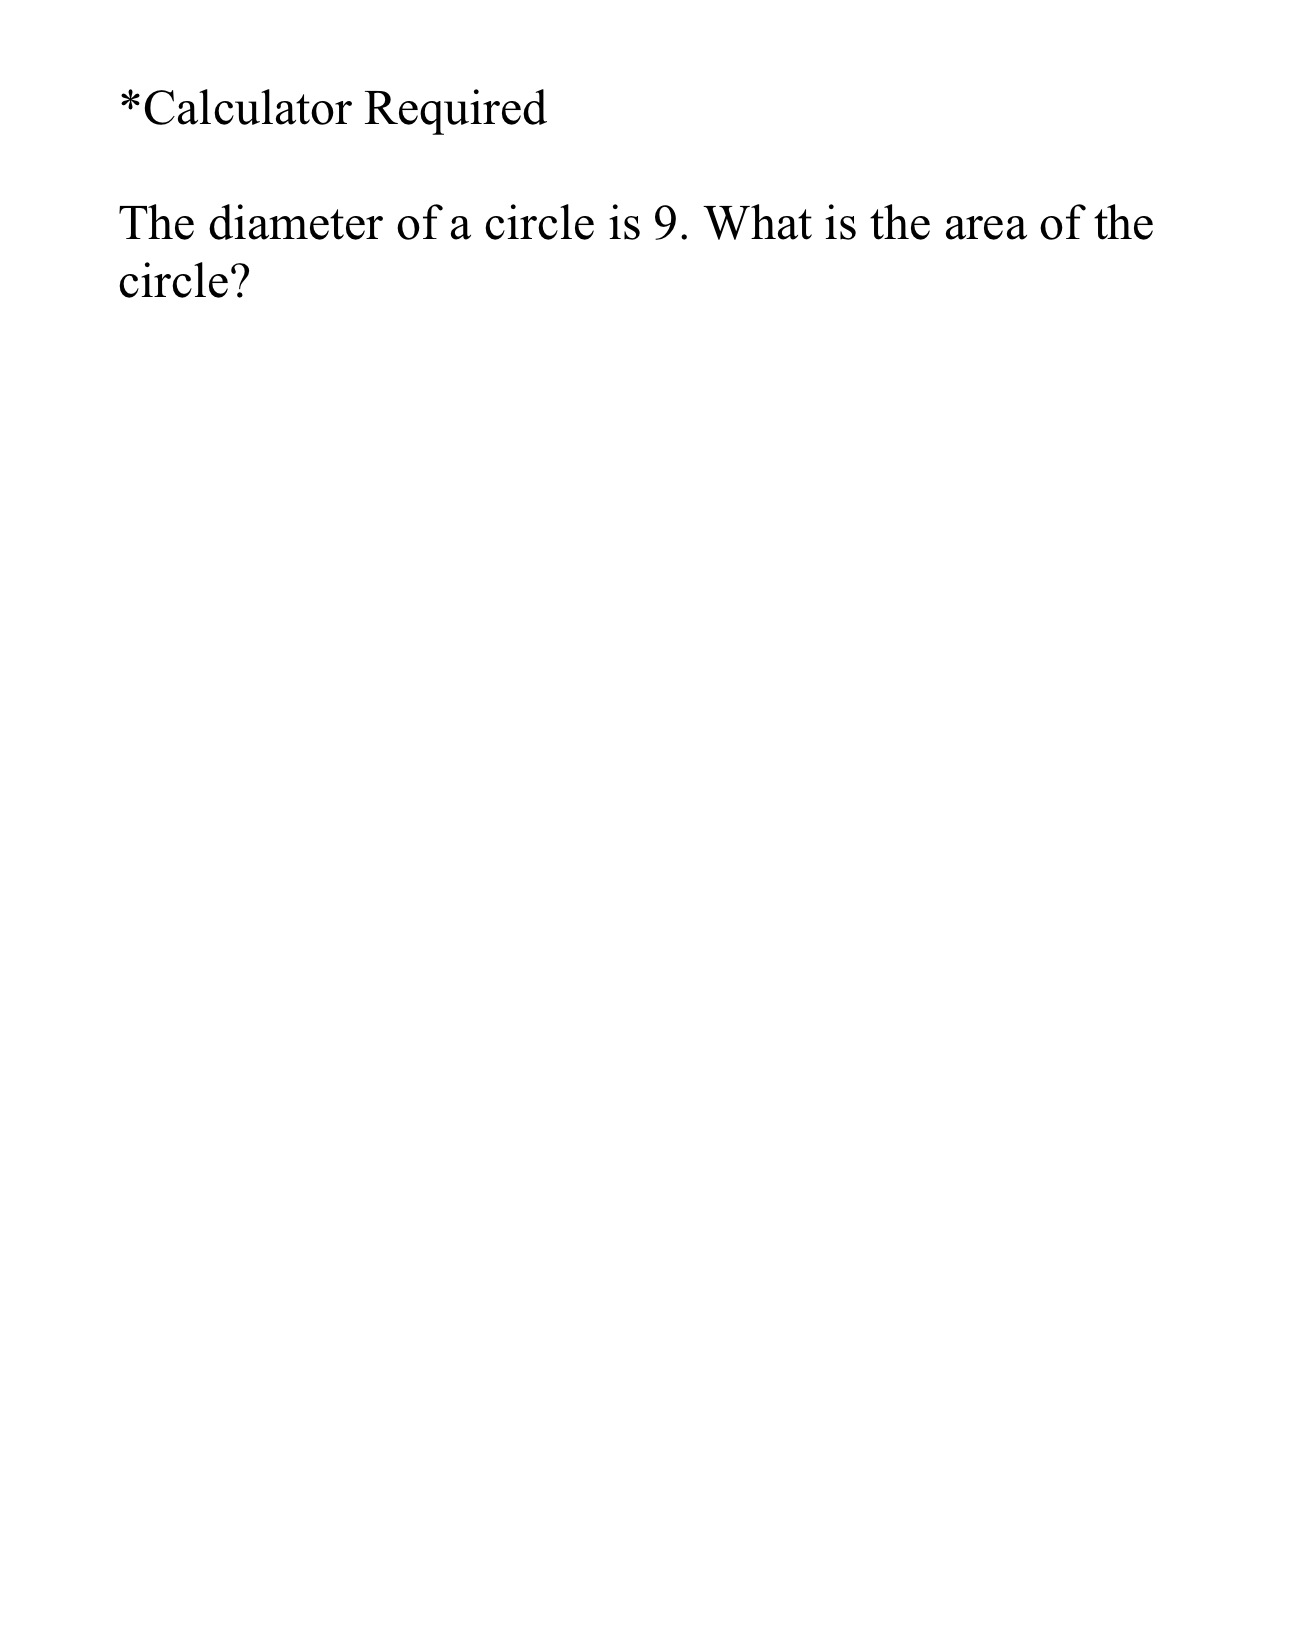 *Calculator Required
The diameter of a circle is 9. What is the area of the
circle?